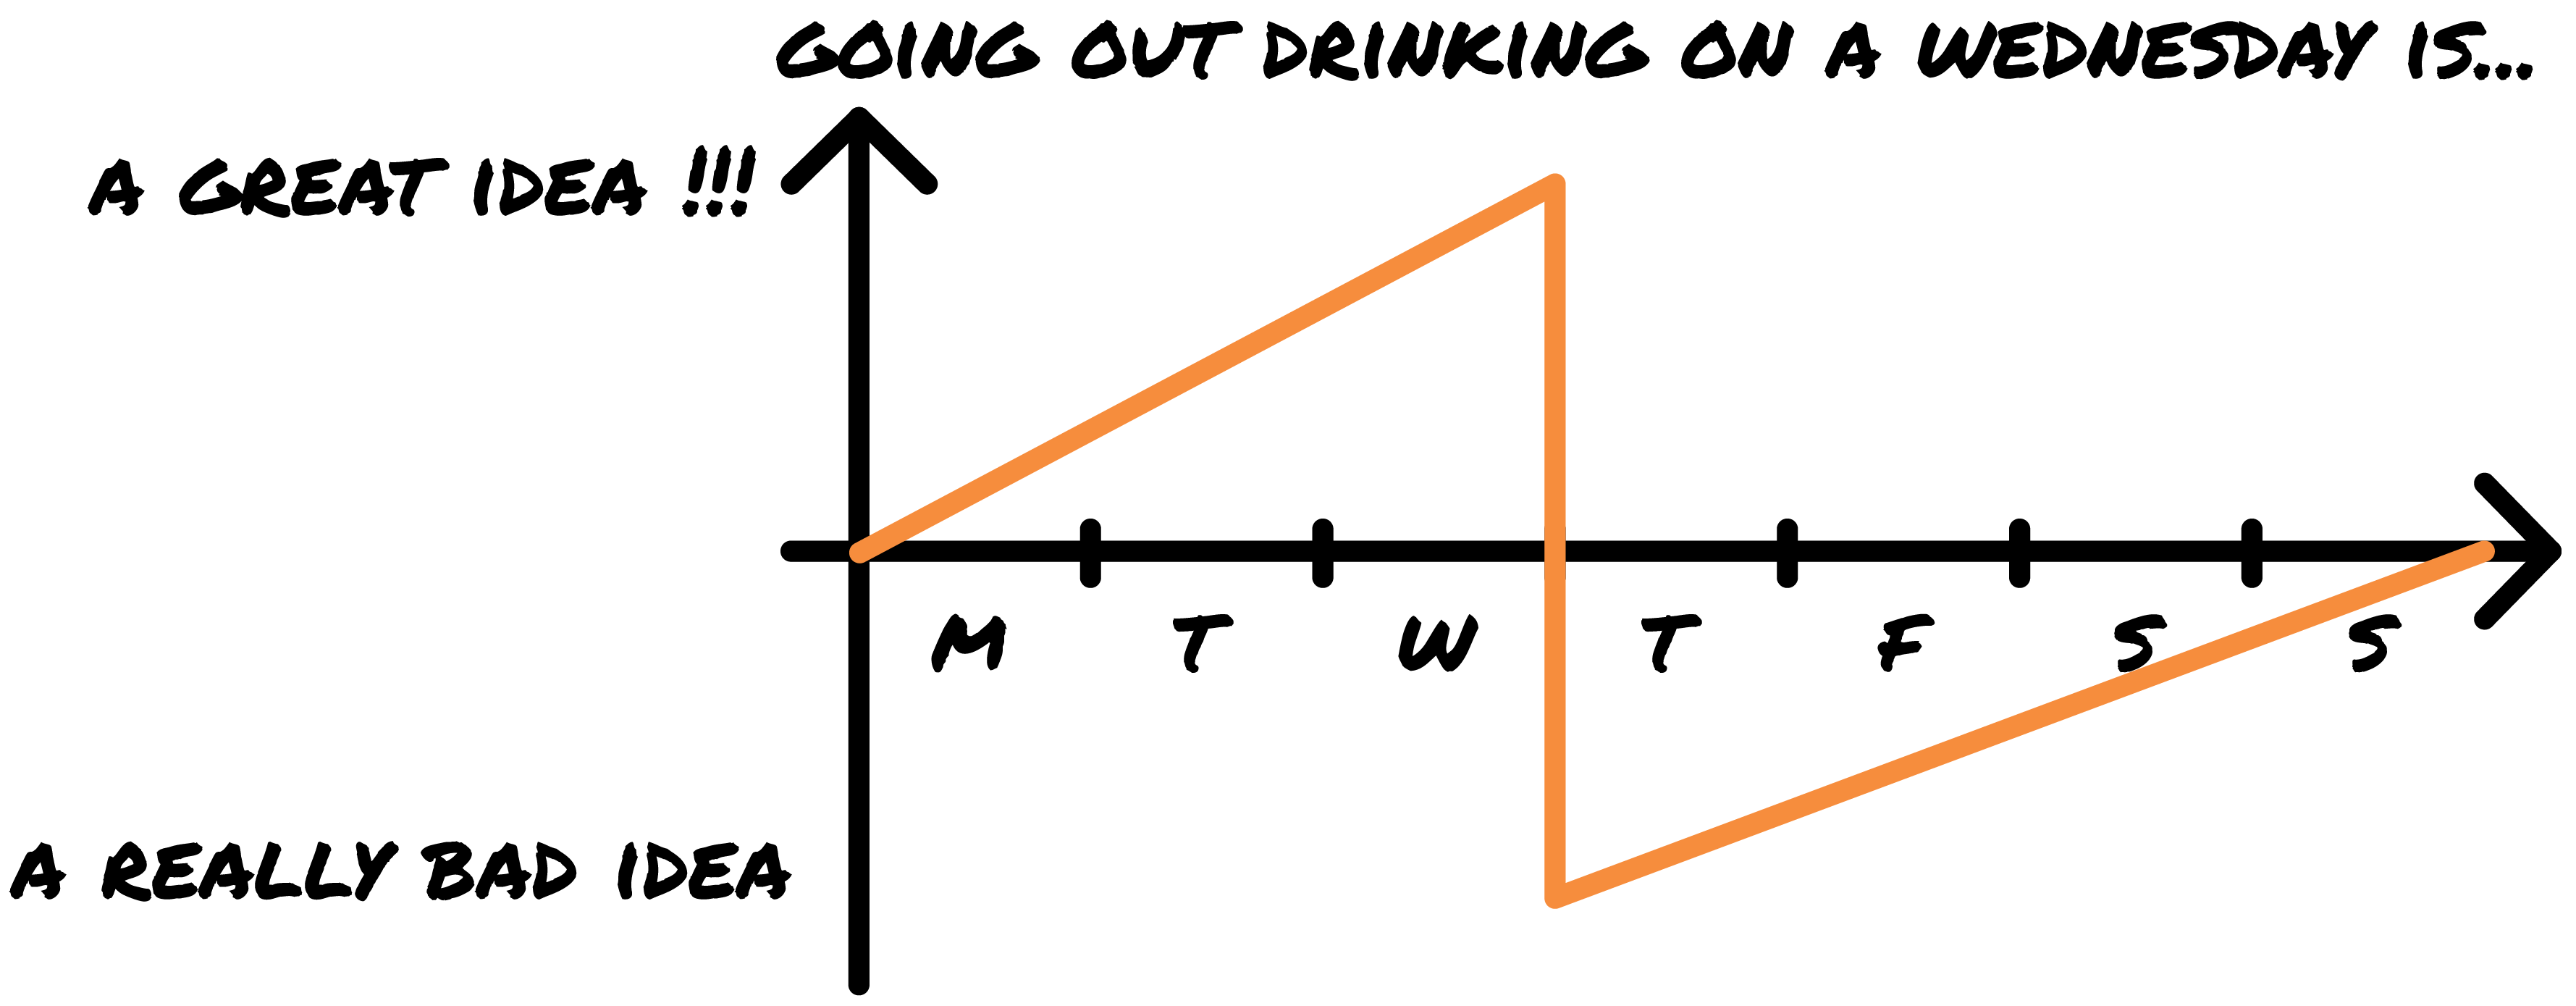 GOING OUT DRINKING ON A WEDNESDAY IS...
A GREAT IDEA !!!
M T W T F S S
A REALLY BAD IDEA